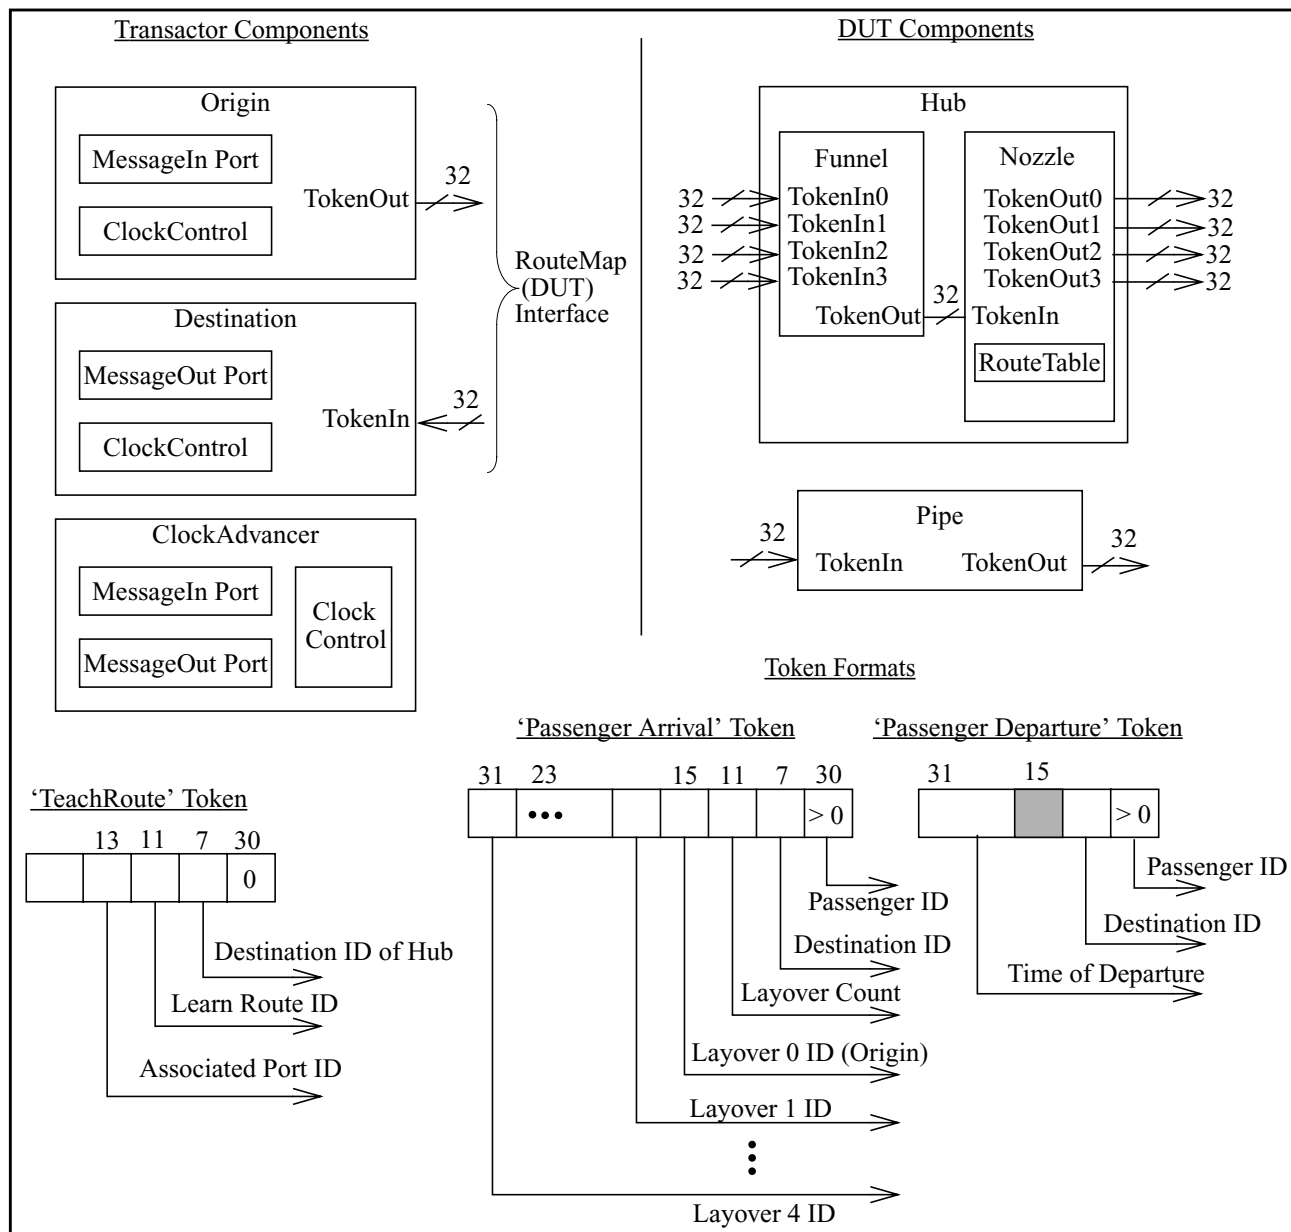 Transactor Components
DUT Components
Origin
MessageIn Port
ClockControl
TokenOut
32
Destination
MessageOut Port
ClockControl
TokenIn
32
RouteMap
(DUT)
Interface
ClockAdvancer
MessageIn Port
MessageOut Port
Clock
Control
Hub
Funnel
32 TokenIn0
32 TokenIn1
32 TokenIn2
32 TokenIn3
TokenOut
32
Nozzle
TokenOut0 32
TokenOut1 32
TokenOut2 32
TokenOut3 32
TokenIn
RouteTable
Pipe
32
TokenIn
TokenOut
32
Token Formats
‘TeachRoute’ Token
13 11 7 30
0
Destination ID of Hub
Learn Route ID
Associated Port ID
‘Passenger Arrival’ Token
31 23 15 11 7 30
••• > 0
Passenger ID
Destination ID
Layover Count
Layover 0 ID (Origin)
Layover 1 ID
Layover 4 ID
‘Passenger Departure’ Token
31 15
> 0
Passenger ID
Destination ID
Time of Departure